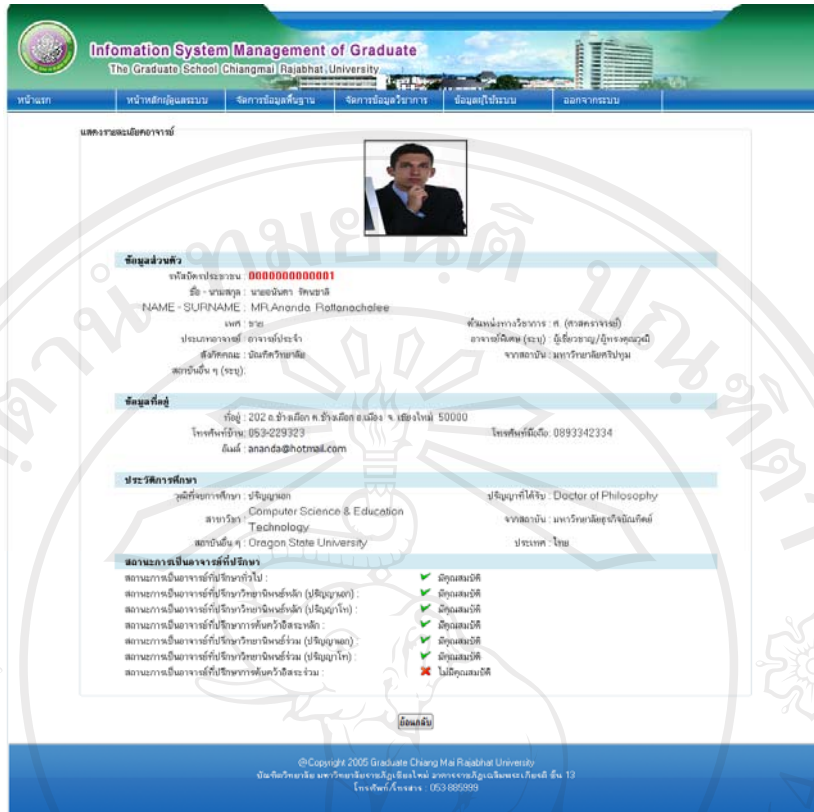 Infomation System Management of Graduate
The Graduate School Chiangmai Rajabhat University
หน้าแรก หน้าหลักผู้ดูแลระบบ จัดการข้อมูลพื้นฐาน จัดการข้อมูลวิชาการ ข้อมูลผู้ใช้ระบบ ออกจากระบบ
แสดงรายละเอียดอาจารย์
ข้อมูลส่วนตัว
รหัสบัตรประชาชน : 0000000000001
ชื่อ - นามสกุล : นายอนันดา รัตนชาลี
NAME - SURNAME : MR.Ananda Rattanachalee
เพศ : ชาย ตำแหน่งทางวิชาการ : ศ. (ศาสตราจารย์)
ประเภทอาจารย์ : อาจารย์ประจำ อาจารย์พิเศษ (ระบุ) : ผู้เชี่ยวชาญ/ผู้ทรงคุณวุฒิ
สังกัดคณะ : บัณฑิตวิทยาลัย จากสถาบัน : มหาวิทยาลัยศรีปทุม
สถาบันอื่น ๆ (ระบุ):
ข้อมูลที่อยู่
ที่อยู่ : 202 ถ.ช้างเผือก ต.ช้างเผือก อ.เมือง จ. เชียงใหม่ 50000
โทรศัพท์บ้าน: 053-229323 โทรศัพท์มือถือ: 0893342334
อีเมล์ : ananda@hotmail.com
ประวัติการศึกษา
วุฒิที่จบการศึกษา : ปริญญาเอก ปริญญาที่ได้รับ : Doctor of Philosophy
สาขาวิชา : Computer Science & Education Technology จากสถาบัน : มหาวิทยาลัยธุรกิจบัณฑิตย์
สถาบันอื่น ๆ : Oragon State University ประเทศ : ไทย
สถานะการเป็นอาจารย์ที่ปรึกษา
สถานะการเป็นอาจารย์ที่ปรึกษาทั่วไป : มีคุณสมบัติ
สถานะการเป็นอาจารย์ที่ปรึกษาวิทยานิพนธ์หลัก (ปริญญาเอก) : มีคุณสมบัติ
สถานะการเป็นอาจารย์ที่ปรึกษาวิทยานิพนธ์หลัก (ปริญญาโท) : มีคุณสมบัติ
สถานะการเป็นอาจารย์ที่ปรึกษาการค้นคว้าอิสระหลัก : มีคุณสมบัติ
สถานะการเป็นอาจารย์ที่ปรึกษาวิทยานิพนธ์ร่วม (ปริญญาเอก) : มีคุณสมบัติ
สถานะการเป็นอาจารย์ที่ปรึกษาวิทยานิพนธ์ร่วม (ปริญญาโท) : มีคุณสมบัติ
สถานะการเป็นอาจารย์ที่ปรึกษาการค้นคว้าอิสระร่วม : ไม่มีคุณสมบัติ
ย้อนกลับ
@Copyright 2005 Graduate Chiang Mai Rajabhat University
บัณฑิตวิทยาลัย มหาวิทยาลัยราชภัฏเชียงใหม่ อาคารราชภัฏเฉลิมพระเกียรติ ชั้น 13
โทรศัพท์/โทรสาร : 053-885999